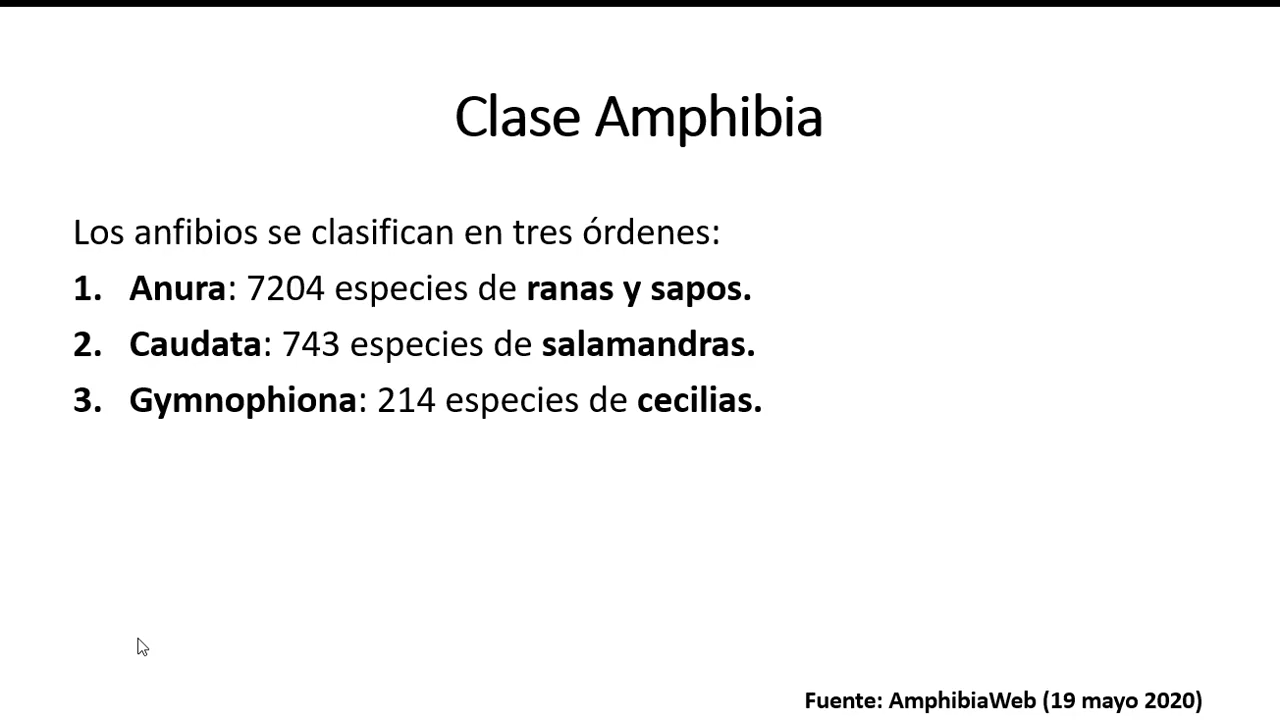 Clase Amphibia
Los anfibios se clasifican en tres órdenes:
1. Anura: 7204 especies de ranas y sapos.
2. Caudata: 743 especies de salamandras.
3. Gymnophiona: 214 especies de cecilias.
Fuente: AmphibiaWeb (19 mayo 2020)